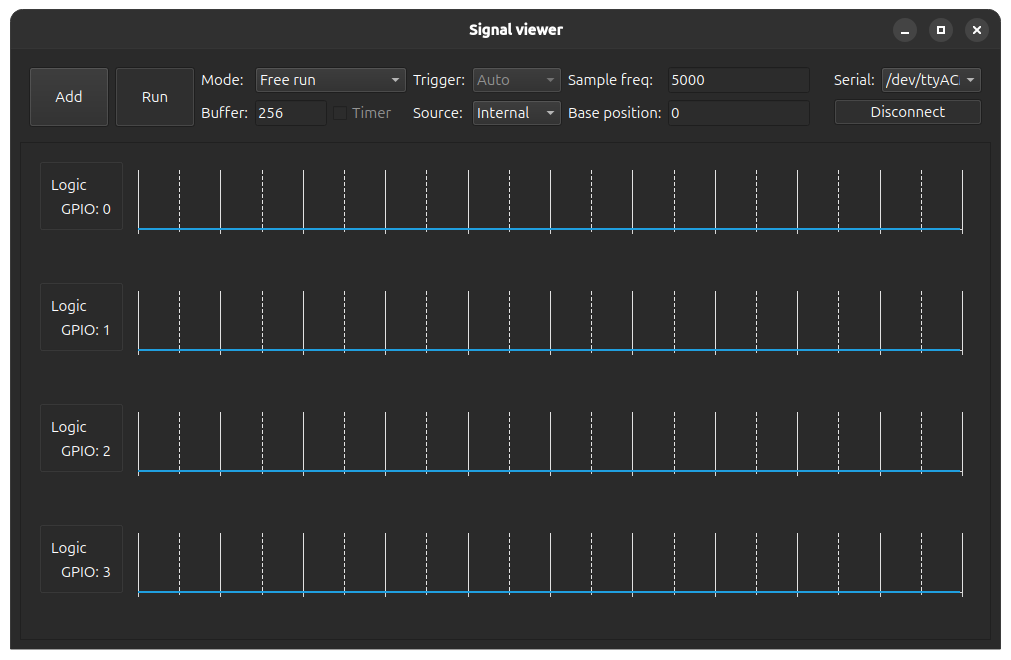 Signal viewer
Add
Run
Mode: Free run Trigger: Auto Sample freq: 5000 Serial: /dev/ttyAC
Buffer: 256 Timer Source: Internal Base position: 0 Disconnect
Logic
GPIO: 0
Logic
GPIO: 1
Logic
GPIO: 2
Logic
GPIO: 3